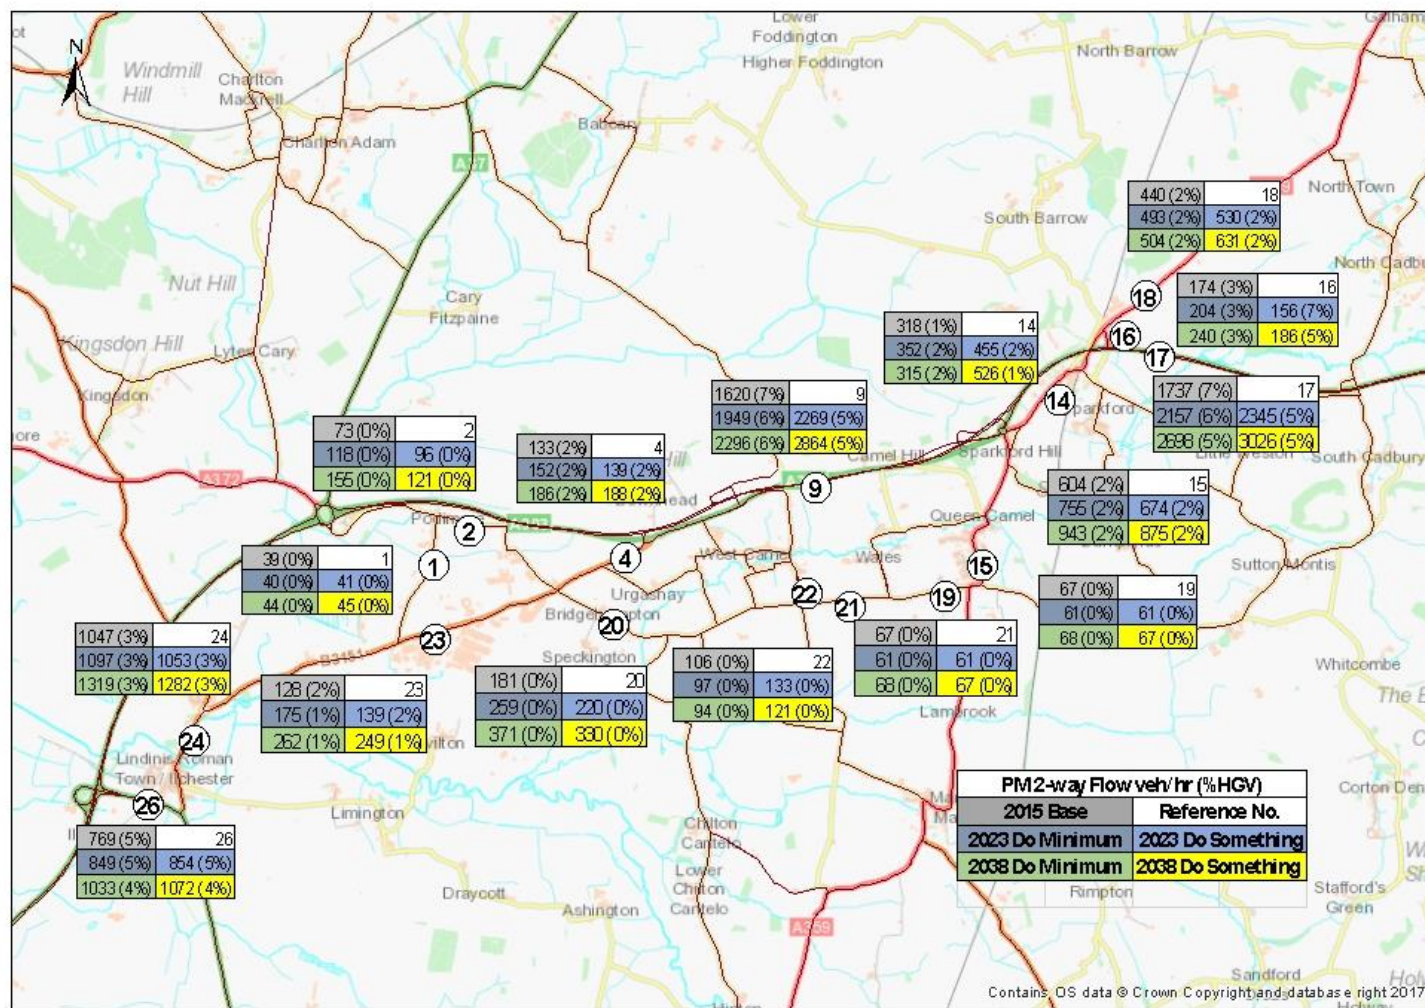 N
Windmill
Hill
Charlton
Mackrell
Charlton Adam
Lower
Foddington
Higher Foddington
North Barrow
Babcary
A37
North Town
South Barrow
440 (2%) 18
493 (2%) 530 (2%)
504 (2%) 631 (2%)
North Cadbu
Nut Hill
Cary
Fitzpaine
18
174 (3%) 16
204 (3%) 156 (7%)
240 (3%) 186 (5%)
Kingsdon Hill
Lytes Cary
Kingsdon
318 (1%) 14
352 (2%) 455 (2%)
315 (2%) 526 (1%)
16
17
1620 (7%) 9
1949 (6%) 2269 (5%)
2296 (6%) 2864 (5%)
14
Sparkford
1737 (7%) 17
2157 (6%) 2345 (5%)
2698 (5%) 3026 (5%)
73 (0%) 2
118 (0%) 96 (0%)
155 (0%) 121 (0%)
133 (2%) 4
152 (2%) 139 (2%)
186 (2%) 188 (2%)
Camel Hill
Sparkford Hill
South Cadbury
A372
9
604 (2%) 15
755 (2%) 674 (2%)
943 (2%) 875 (2%)
2
Queen Camel
39 (0%) 1
40 (0%) 41 (0%)
44 (0%) 45 (0%)
1
4
West Camel
Wales
15
Sutton Montis
Urgashay
Bridgehampton
22
21
19
67 (0%) 19
61 (0%) 61 (0%)
68 (0%) 67 (0%)
1047 (3%) 24
1097 (3%) 1053 (3%)
1319 (3%) 1282 (3%)
23
B3151
20
Speckington
67 (0%) 21
61 (0%) 61 (0%)
68 (0%) 67 (0%)
106 (0%) 22
97 (0%) 133 (0%)
94 (0%) 121 (0%)
Whitcombe
128 (2%) 23
175 (1%) 139 (2%)
262 (1%) 249 (1%)
181 (0%) 20
259 (0%) 220 (0%)
371 (0%) 330 (0%)
Lambrook
24
Lindinis Roman
Town / Ilchester
26
Limington
PM 2-way Flow veh/hr (%HGV)
2015 Base Reference No.
2023 Do Minimum 2023 Do Something
2038 Do Minimum 2038 Do Something
769 (5%) 26
849 (5%) 854 (5%)
1033 (4%) 1072 (4%)
Chilton
Cantelo
Lower
Chilton
Cantelo
Draycott
Ashington
A359
Rimpton
Stafford's
Green
Sandford
Contains OS data © Crown Copyright and database right 201